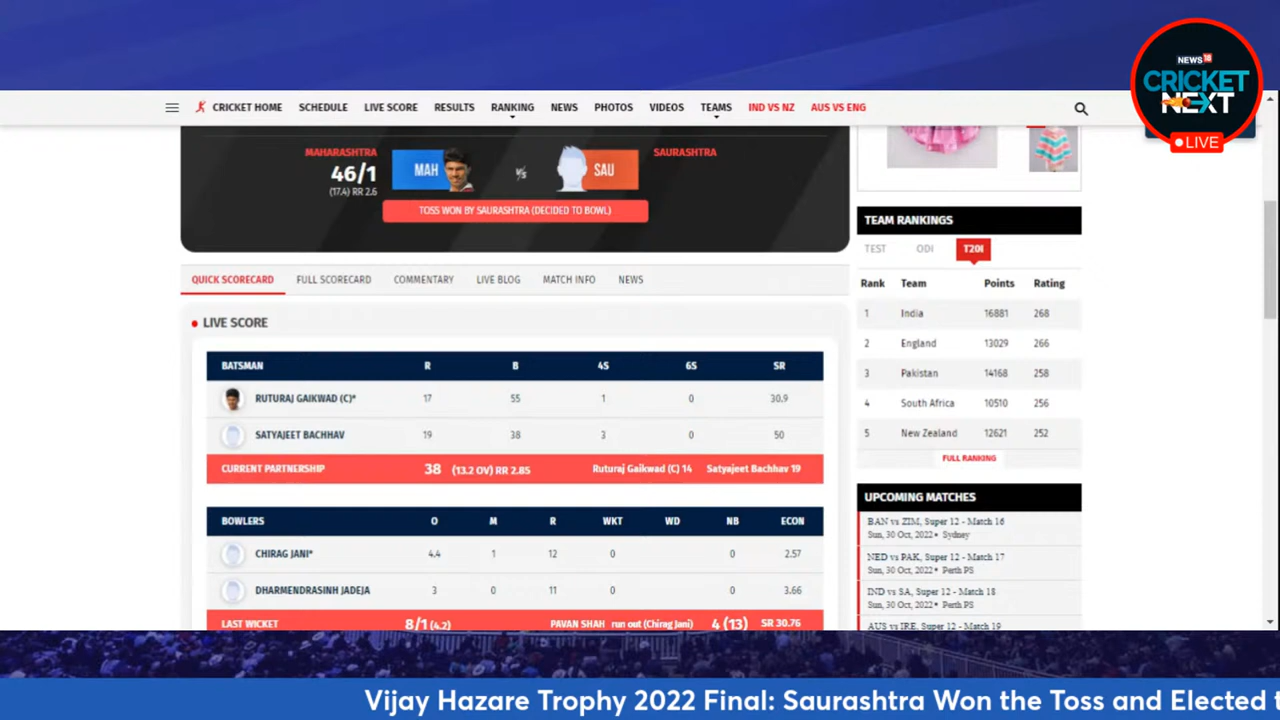 NEWS18
CRICKET
NEXT
LIVE
CRICKET HOME SCHEDULE LIVE SCORE RESULTS RANKING NEWS PHOTOS VIDEOS TEAMS IND VS NZ AUS VS ENG
MAHARASHTRA
46/1
(17.4) RR 2.6
MAH
V/S
SAU
SAURASHTRA
TOSS WON BY SAURASHTRA (DECIDED TO BOWL)
QUICK SCORECARD FULL SCORECARD COMMENTARY LIVE BLOG MATCH INFO NEWS
LIVE SCORE
BATSMAN R B 4S 6S SR
RUTURAJ GAIKWAD (C)* 17 55 1 0 30.9
SATYAJEET BACHHAV 19 38 3 0 50
CURRENT PARTNERSHIP 38 (13.2 OV) RR 2.85 Ruturaj Gaikwad (C) 14 Satyajeet Bachhav 19
BOWLERS O M R WKT WD NB ECON
CHIRAG JANI* 4.4 1 12 0 0 2.57
DHARMENDRASINH JADEJA 3 0 11 0 0 3.66
LAST WICKET 8/1 (4.2) PAVAN SHAH run out (Chirag Jani) 4 (13) SR 30.76
TEAM RANKINGS
TEST ODI T20I
Rank Team Points Rating
1 India 16881 268
2 England 13029 266
3 Pakistan 14168 258
4 South Africa 10510 256
5 New Zealand 12621 252
FULL RANKING
UPCOMING MATCHES
BAN vs ZIM, Super 12 - Match 16
Sun, 30 Oct, 2022• Sydney
NED vs PAK, Super 12 - Match 17
Sun, 30 Oct, 2022• Perth PS
IND vs SA, Super 12 - Match 18
Sun, 30 Oct, 2022• Perth PS
AUS vs IRE, Super 12 - Match 19
Vijay Hazare Trophy 2022 Final: Saurashtra Won the Toss and Elected t